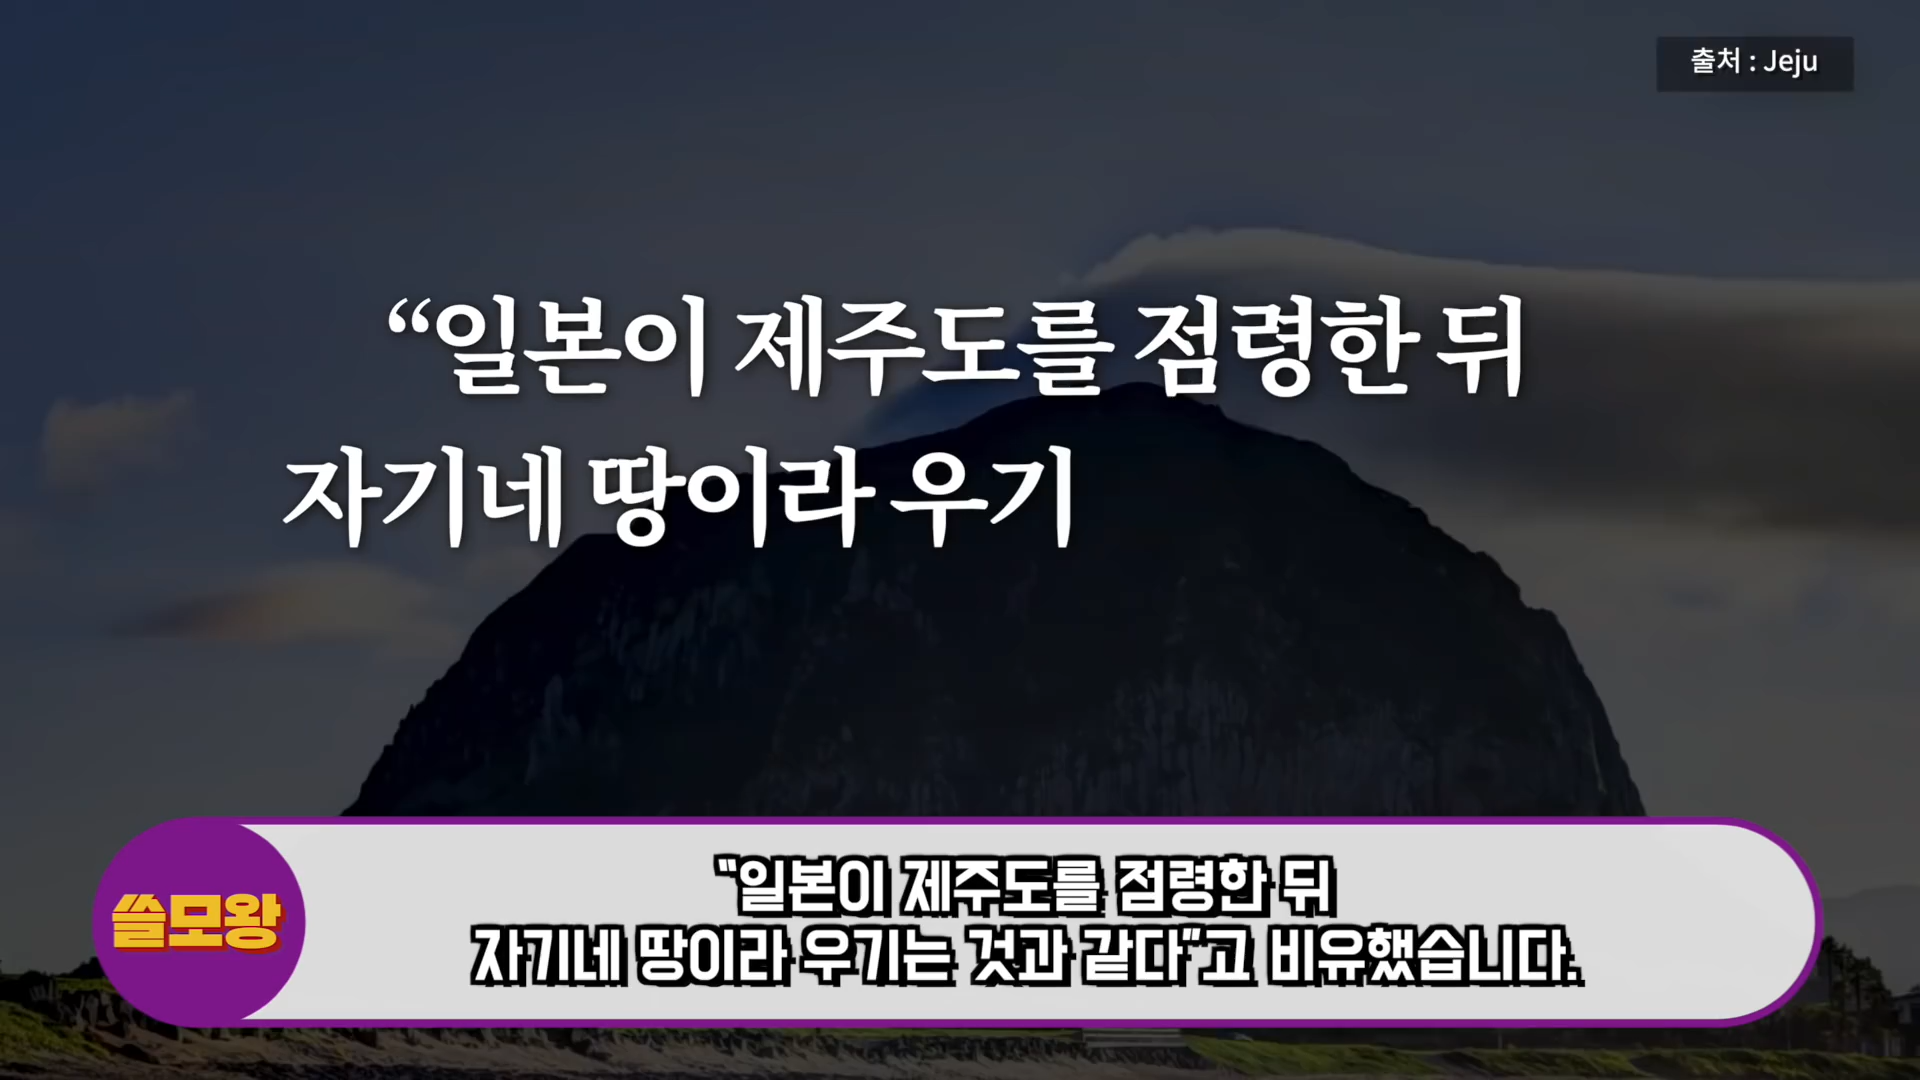 출처 : Jeju
“일본이 제주도를 점령한 뒤
자기네 땅이라 우기
쓸모왕
"일본이 제주도를 점령한 뒤
자기네 땅이라 우기는 것과 같다"고 비유했습니다.